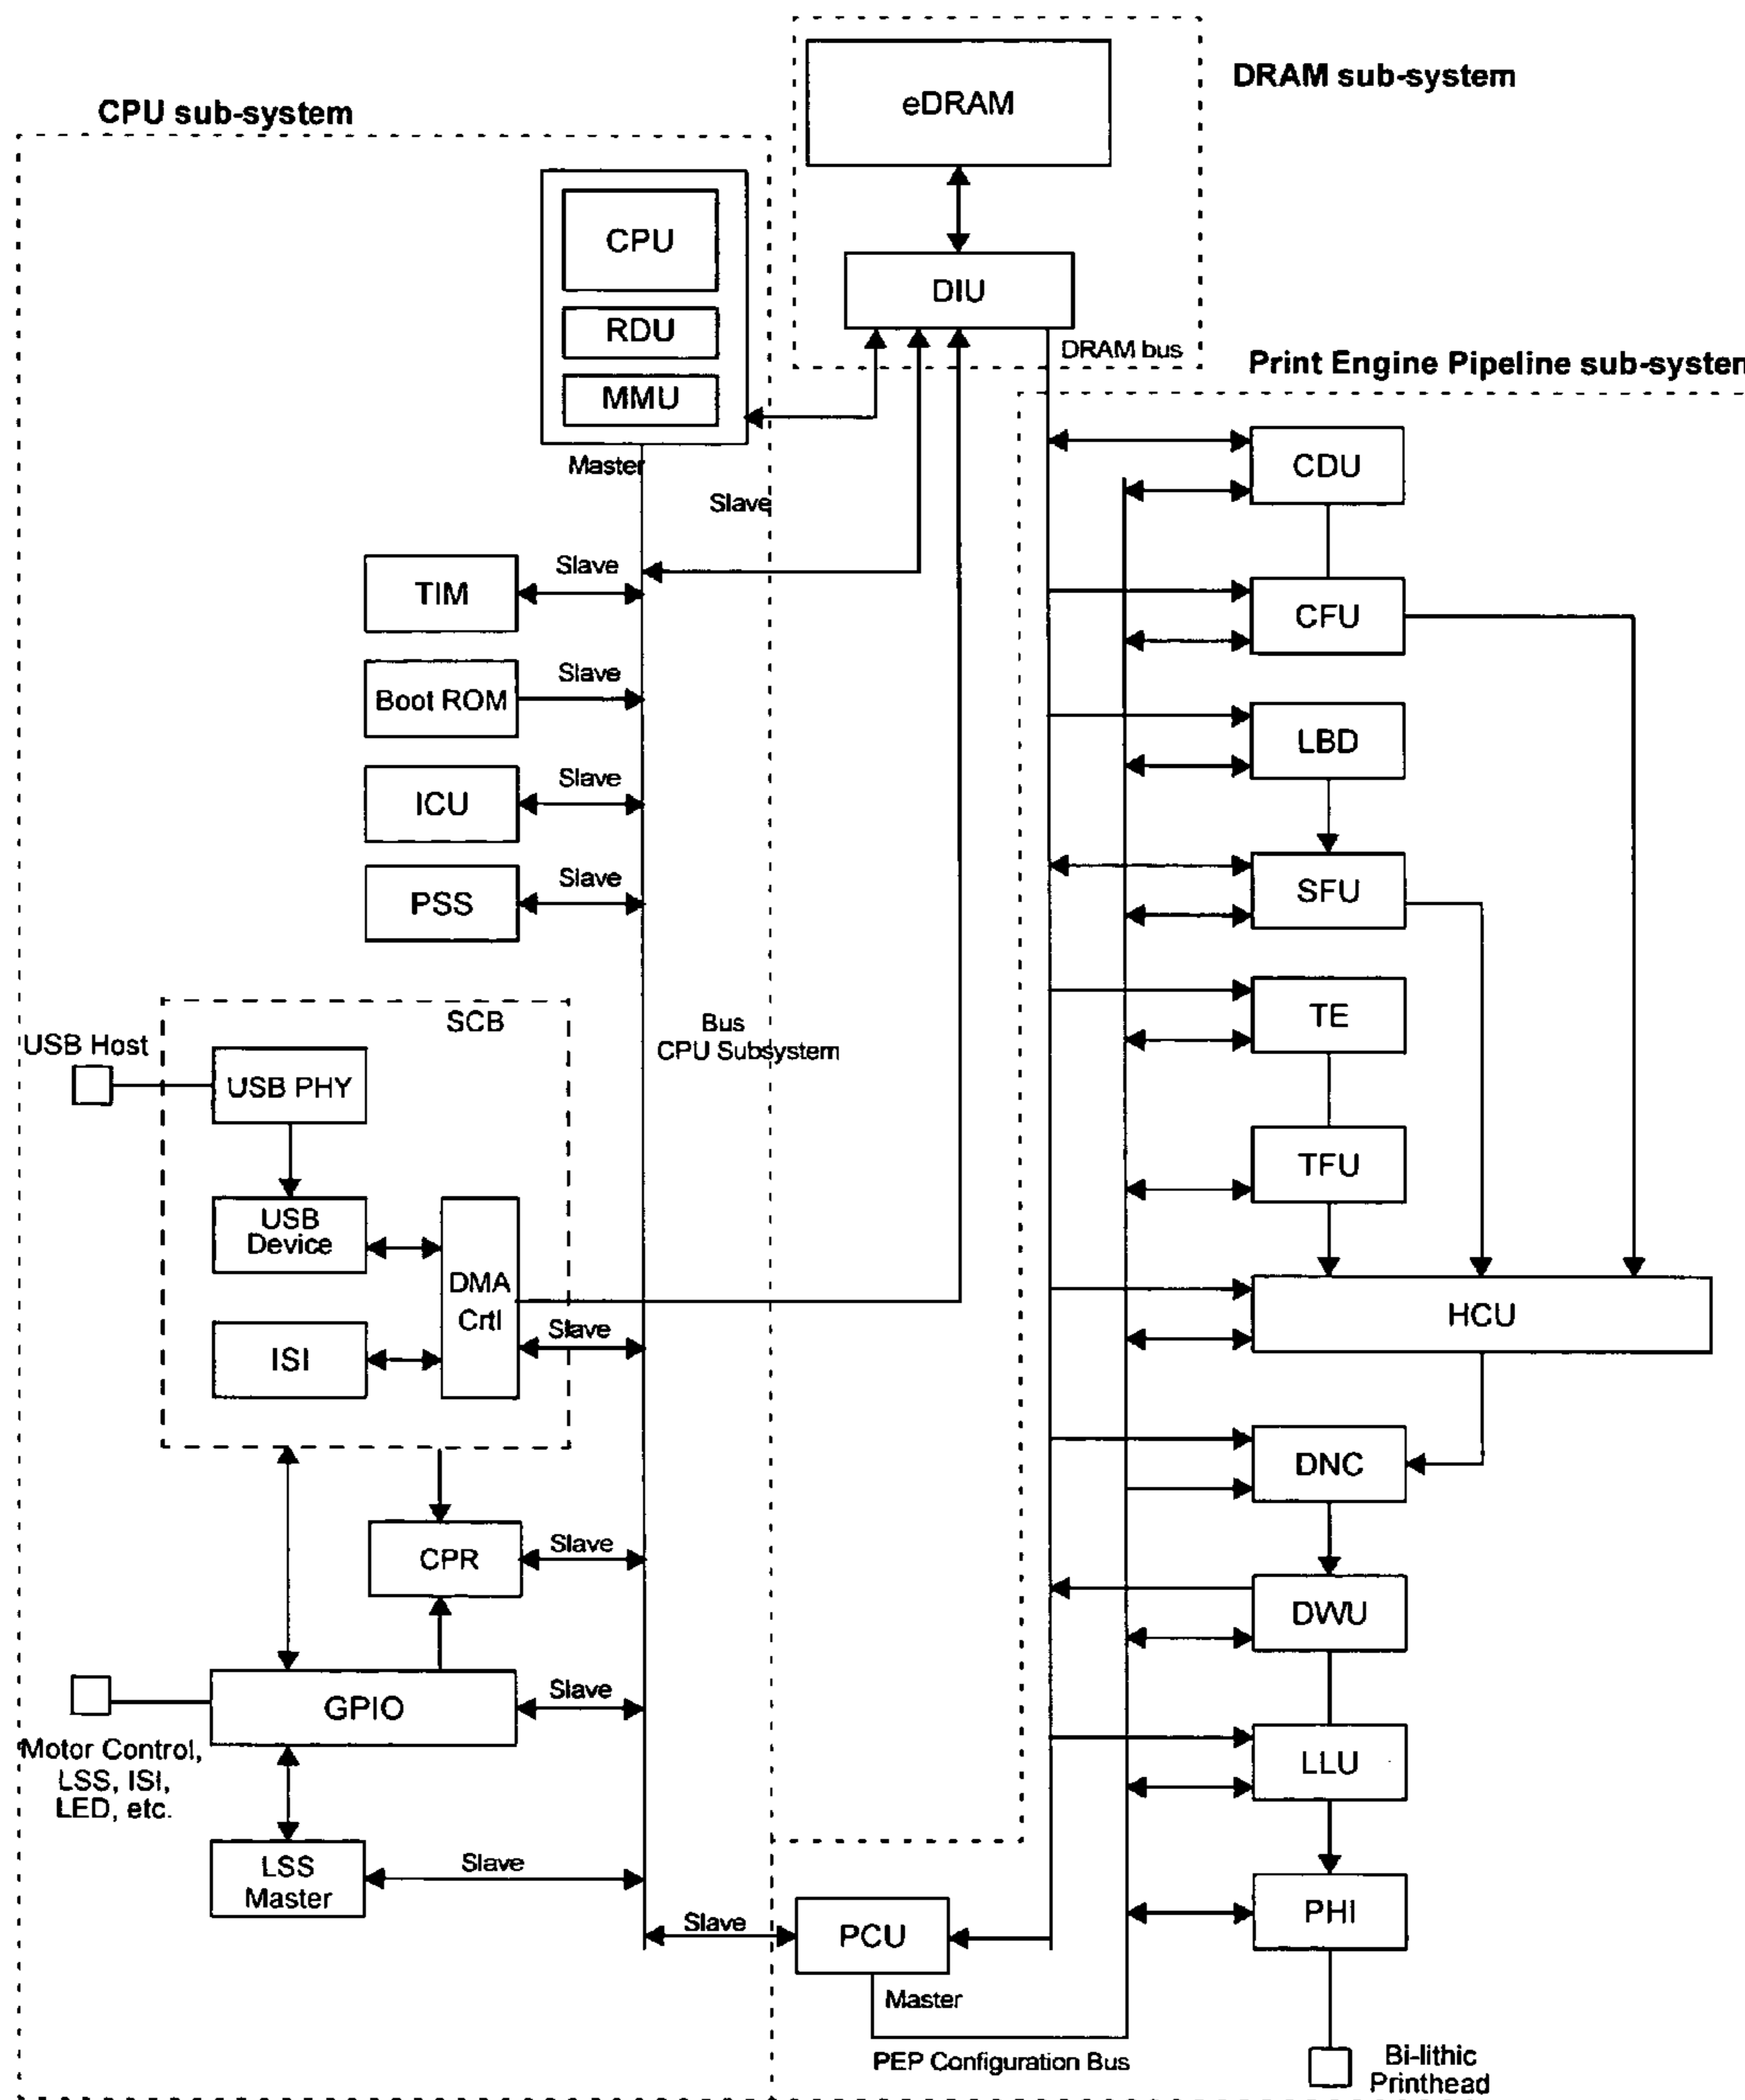 DRAM sub-system
CPU sub-system
eDRAM
CPU
RDU
MMU
DIU
DRAM bus
Print Engine Pipeline sub-system
Master
Slave
CDU
TIM
Slave
CFU
Boot ROM
Slave
LBD
ICU
Slave
PSS
Slave
SFU
SCB
Bus
CPU Subsystem
TE
USB Host
USB PHY
TFU
USB
Device
DMA
Crtl
Slave
ISI
HCU
DNC
CPR
Slave
DWU
GPIO
Slave
Motor Control,
LSS, ISI,
LED, etc.
LLU
LSS
Master
Slave
Slave
PCU
PHI
Master
PEP Configuration Bus
Bi-lithic
Printhead